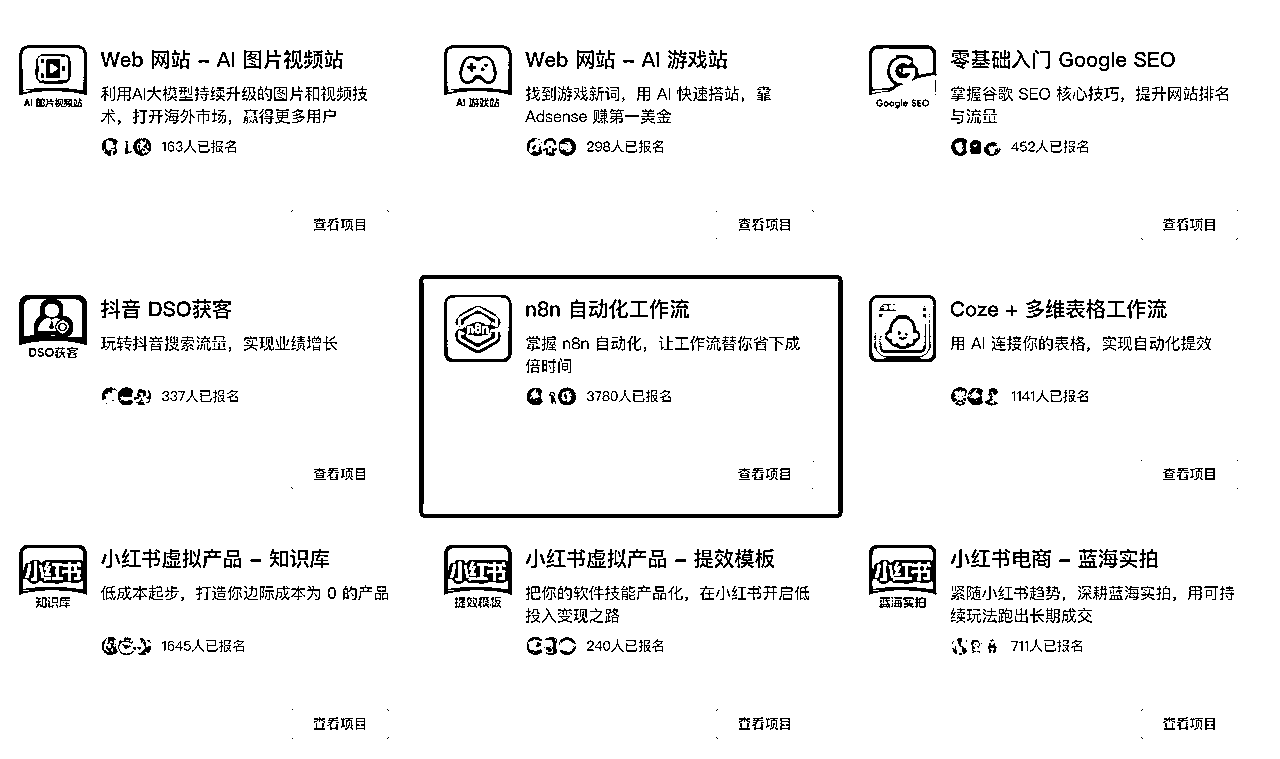 Web 网站 – AI 图片视频站
利用AI大模型持续升级的图片和视频技
术，打开海外市场，赢得更多用户
163人已报名
查看项目
AI 图片视频站
Web 网站 – AI 游戏站
找到游戏新词，用 AI 快速搭站，靠
Adsense 赚第一美金
298人已报名
查看项目
AI 游戏站
零基础入门 Google SEO
掌握谷歌 SEO 核心技巧，提升网站排名
与流量
452人已报名
查看项目
Google SEO
抖音 DSO获客
玩转抖音搜索流量，实现业绩增长
337人已报名
查看项目
DSO获客
n8n 自动化工作流
掌握 n8n 自动化，让工作流替你省下成
倍时间
3780人已报名
查看项目
n8n
Coze + 多维表格工作流
用 AI 连接你的表格，实现自动化提效
1141人已报名
查看项目
小红书虚拟产品 – 知识库
低成本起步，打造你边际成本为 0 的产品
1645人已报名
查看项目
小红书
知识库
小红书虚拟产品 – 提效模板
把你的软件技能产品化，在小红书开启低
投入变现之路
240人已报名
查看项目
小红书
提效模板
小红书电商 – 蓝海实拍
紧随小红书趋势，深耕蓝海实拍，用可持
续玩法跑出长期成交
711人已报名
查看项目
小红书
蓝海实拍